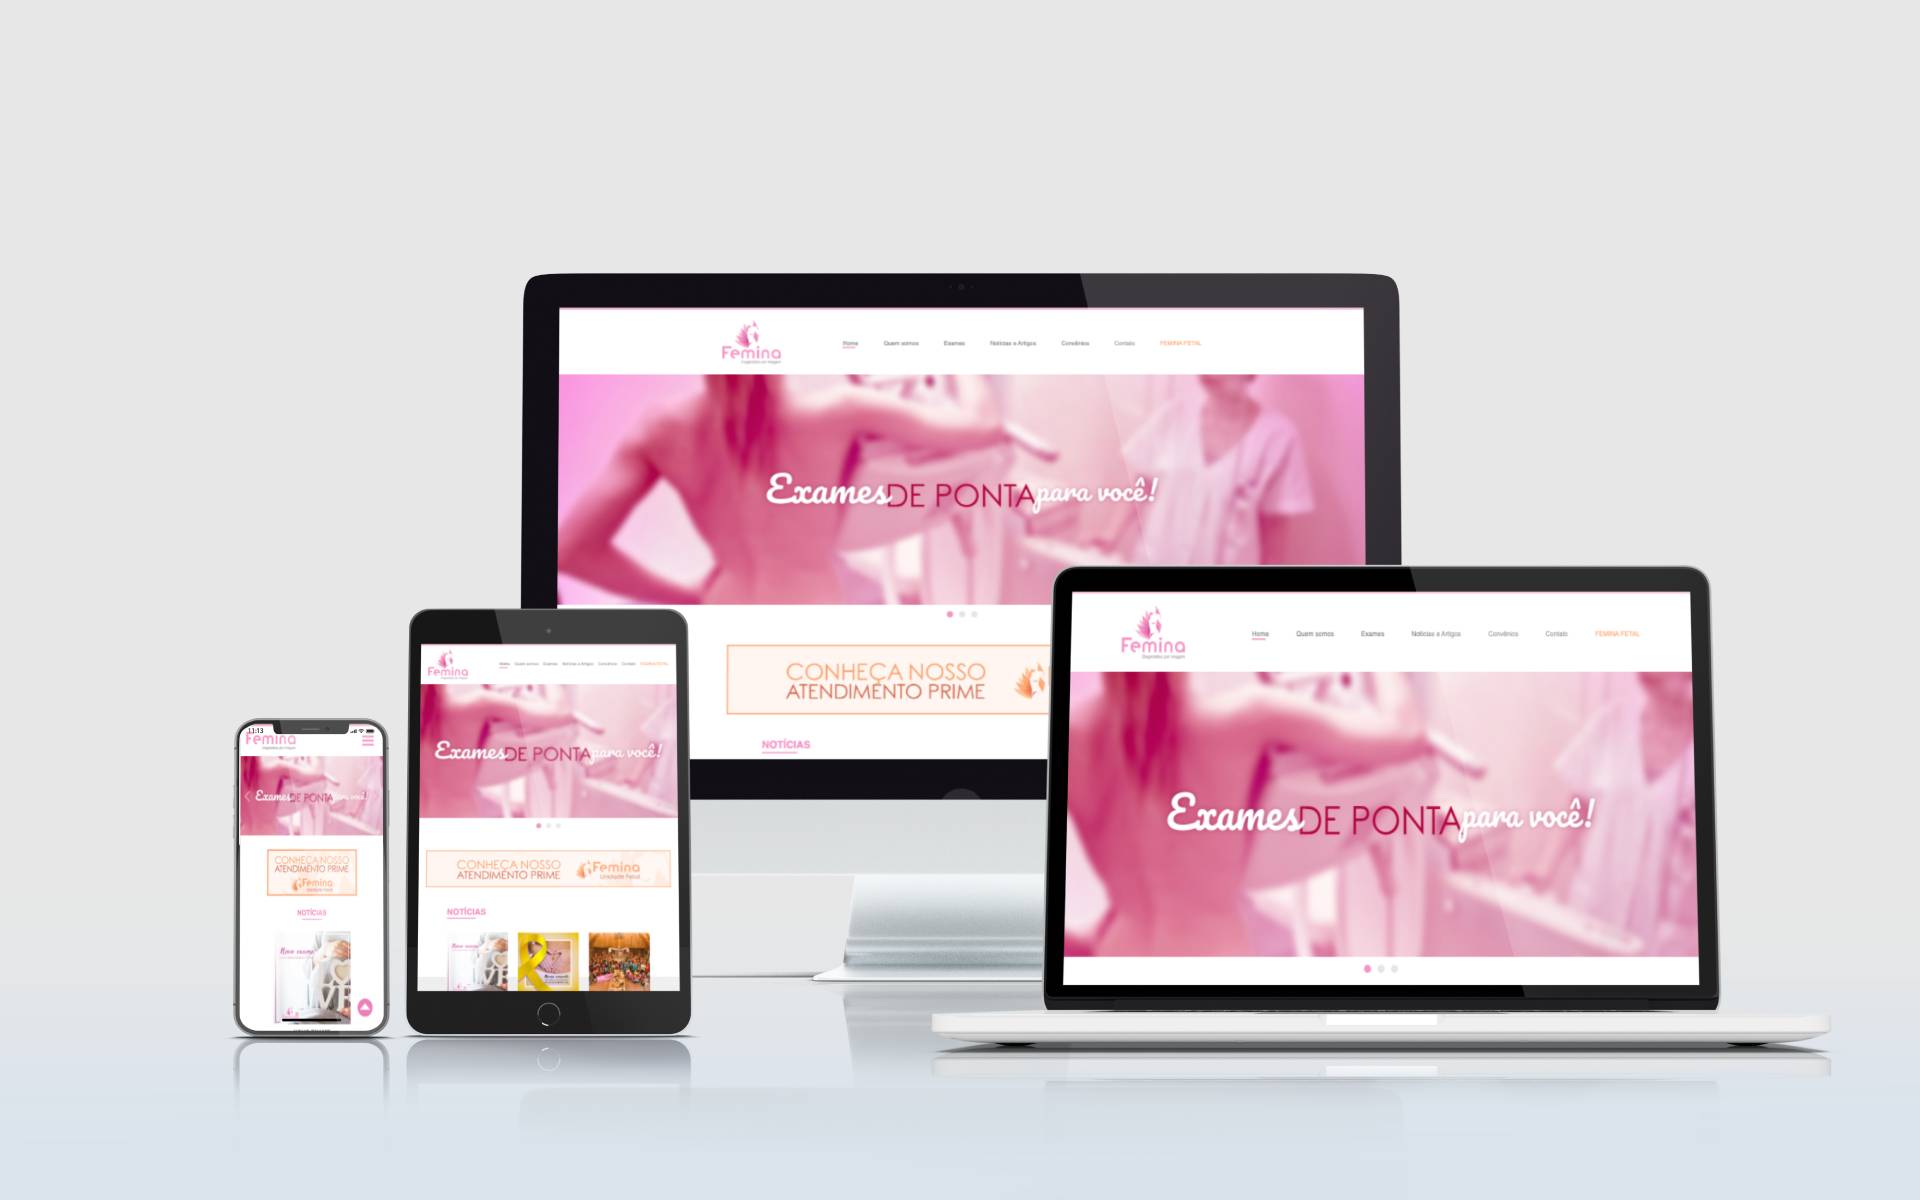 Femina
Diagnóstico por imagem
Home Quem somos Exames Notícias e Artigos Convênios Contato FEMINA FETAL
Exames DE PONTA para você!
CONHEÇA NOSSO
ATENDIMENTO PRIME
NOTÍCIAS
Femina
Diagnóstico por imagem
Home Quem somos Exames Notícias e Artigos Convênios Contato FEMINA FETAL
Exames DE PONTA para você!
Femina
Home Quem somos Exames Notícias e Artigos Convênios Contato FEMINA FETAL
Exames DE PONTA para você!
CONHEÇA NOSSO
ATENDIMENTO PRIME
Femina
Unidade Fetal
NOTÍCIAS
11:13
Femina
Exames DE PONTA para você!
CONHEÇA NOSSO
ATENDIMENTO PRIME
Femina
NOTÍCIAS
Novo exame